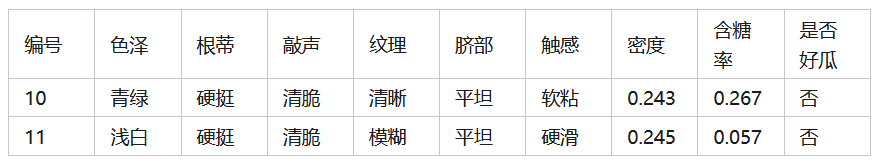 编号 色泽 根蒂 敲声 纹理 脐部 触感 密度 含糖率 是否好瓜
10 青绿 硬挺 清脆 清晰 平坦 软粘 0.243 0.267 否
11 浅白 硬挺 清脆 模糊 平坦 硬滑 0.245 0.057 否